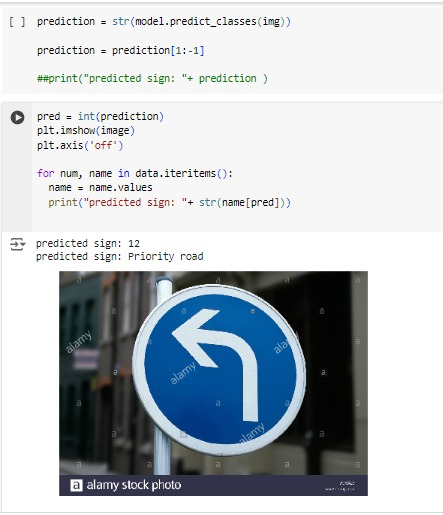 [ ] prediction = str(model.predict_classes(img))
prediction = prediction[1:-1]
##print("predicted sign: "+ prediction )
pred = int(prediction)
plt.imshow(image)
plt.axis('off')
for num, name in data.iteritems():
name = name.values
print("predicted sign: "+ str(name[pred]))
predicted sign: 12
predicted sign: Priority road
alamy
alamy
alamy
alamy
a alamy stock photo